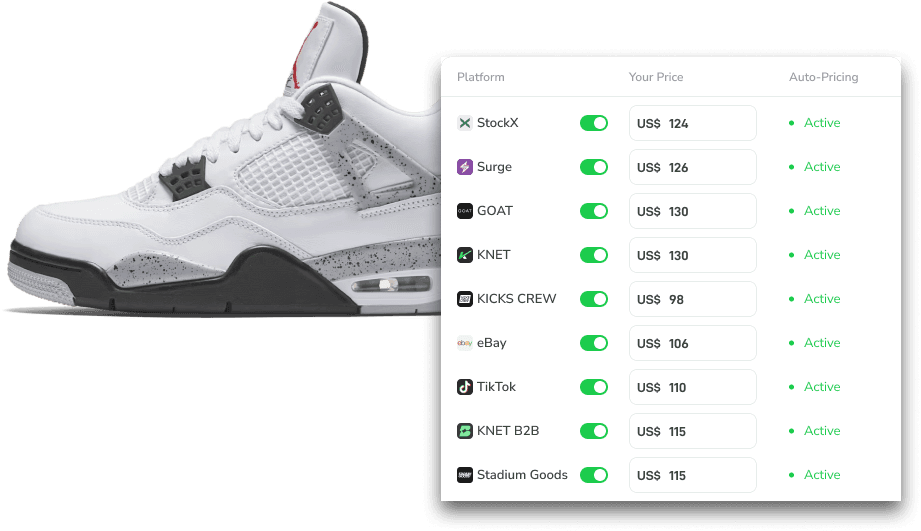 Platform Your Price Auto-Pricing
StockX US$ 124 Active
Surge US$ 126 Active
GOAT GOAT US$ 130 Active
KNET US$ 130 Active
KICKS CREW US$ 98 Active
ebay eBay US$ 106 Active
TikTok US$ 110 Active
KNET B2B US$ 115 Active
Stadium Goods US$ 115 Active